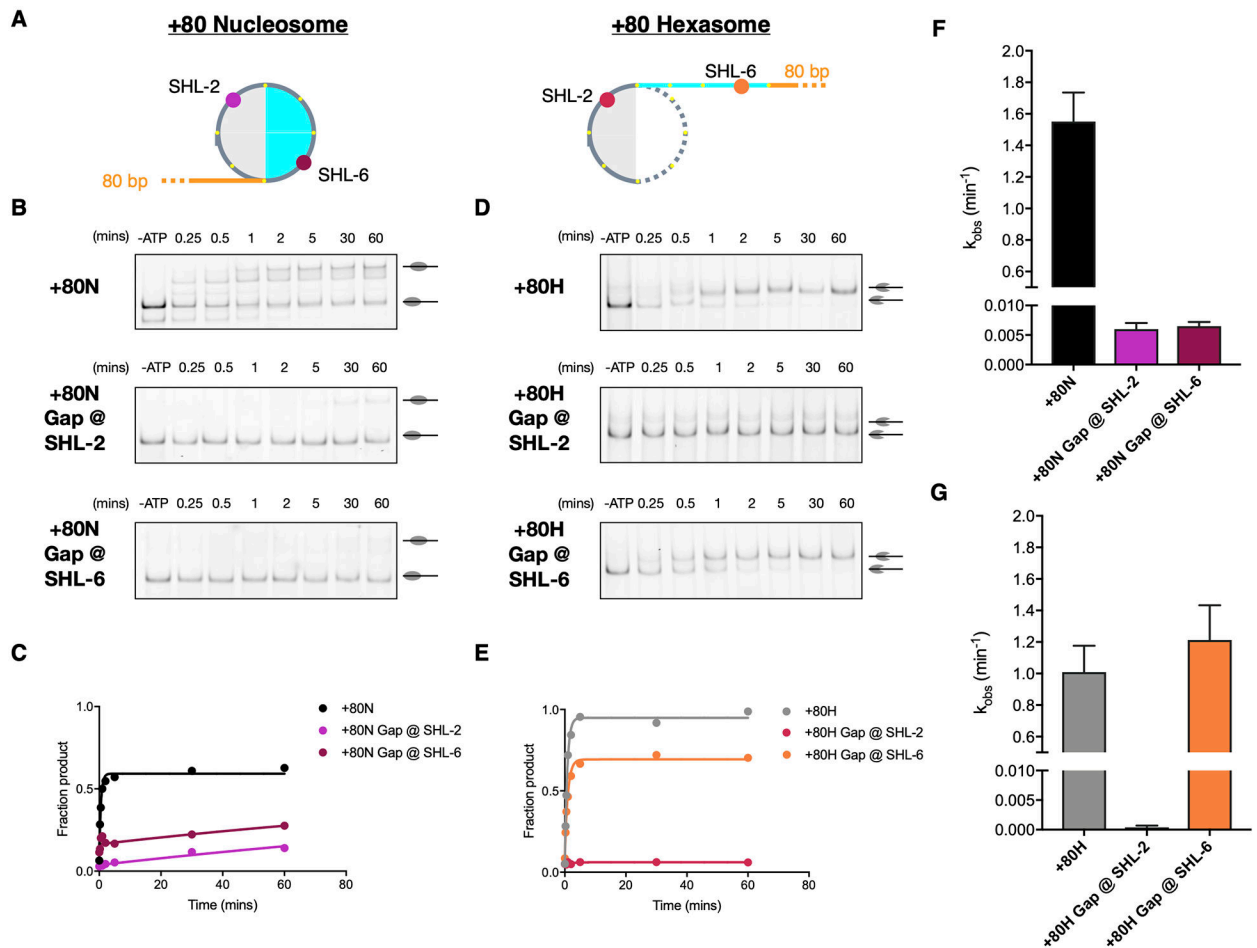 A
+80 Nucleosome
SHL-2
SHL-6
80 bp
+80 Hexasome
SHL-2
SHL-6
80 bp
B
(mins) -ATP 0.25 0.5 1 2 5 30 60
+80N
(mins) -ATP 0.25 0.5 1 2 5 30 60
+80N
Gap @
SHL-2
(mins) -ATP 0.25 0.5 1 2 5 30 60
+80N
Gap @
SHL-6
C
Fraction product
1.0
0.5
0.0
0 20 40 60 80
Time (mins)
+80N
+80N Gap @ SHL-2
+80N Gap @ SHL-6
D
(mins) -ATP 0.25 0.5 1 2 5 30 60
+80H
(mins) -ATP 0.25 0.5 1 2 5 30 60
+80H
Gap @
SHL-2
(mins) -ATP 0.25 0.5 1 2 5 30 60
+80H
Gap @
SHL-6
E
Fraction product
1.0
0.5
0.0
0 20 40 60 80
Time (mins)
+80H
+80H Gap @ SHL-2
+80H Gap @ SHL-6
F
kobs (min-1)
2.0
1.8
1.6
1.4
1.2
1.0
0.8
0.6
0.010
0.005
0.000
+80N
+80N Gap @ SHL-2
+80N Gap @ SHL-6
G
kobs (min-1)
2.0
1.8
1.6
1.4
1.2
1.0
0.8
0.6
0.010
0.005
0.000
+80H
+80H Gap @ SHL-2
+80H Gap @ SHL-6